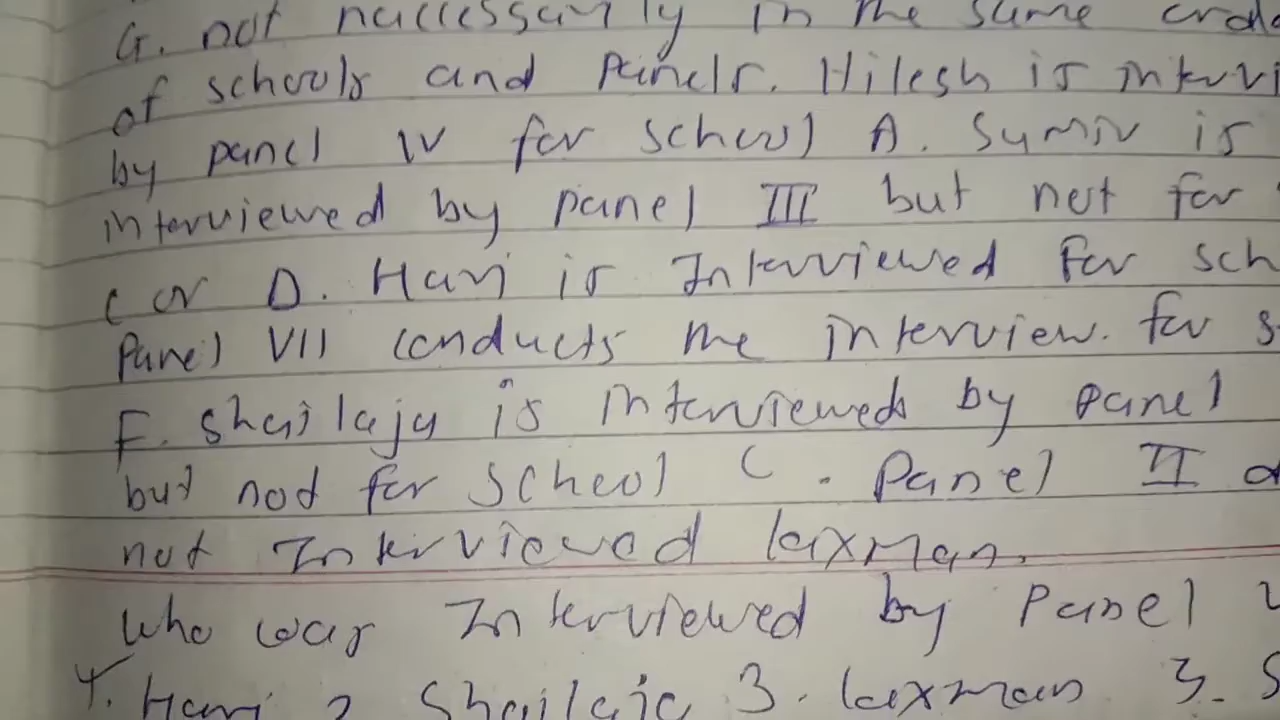 G. not naccessarily in the same
of schools and Panels. Hilesh is
by panel IV for school A. Sumiv is
interviewed by panel III but not for
C or D. Hari is Interviewed for sch
Panel VII conducts the interview. for s
F. Shailaja is interviewed by panel
but not for school C. Panel II
not Interviewed laxman.
who was Interviewed by Panel
1. Hari 2 Shailaja 3. laxman 3. S